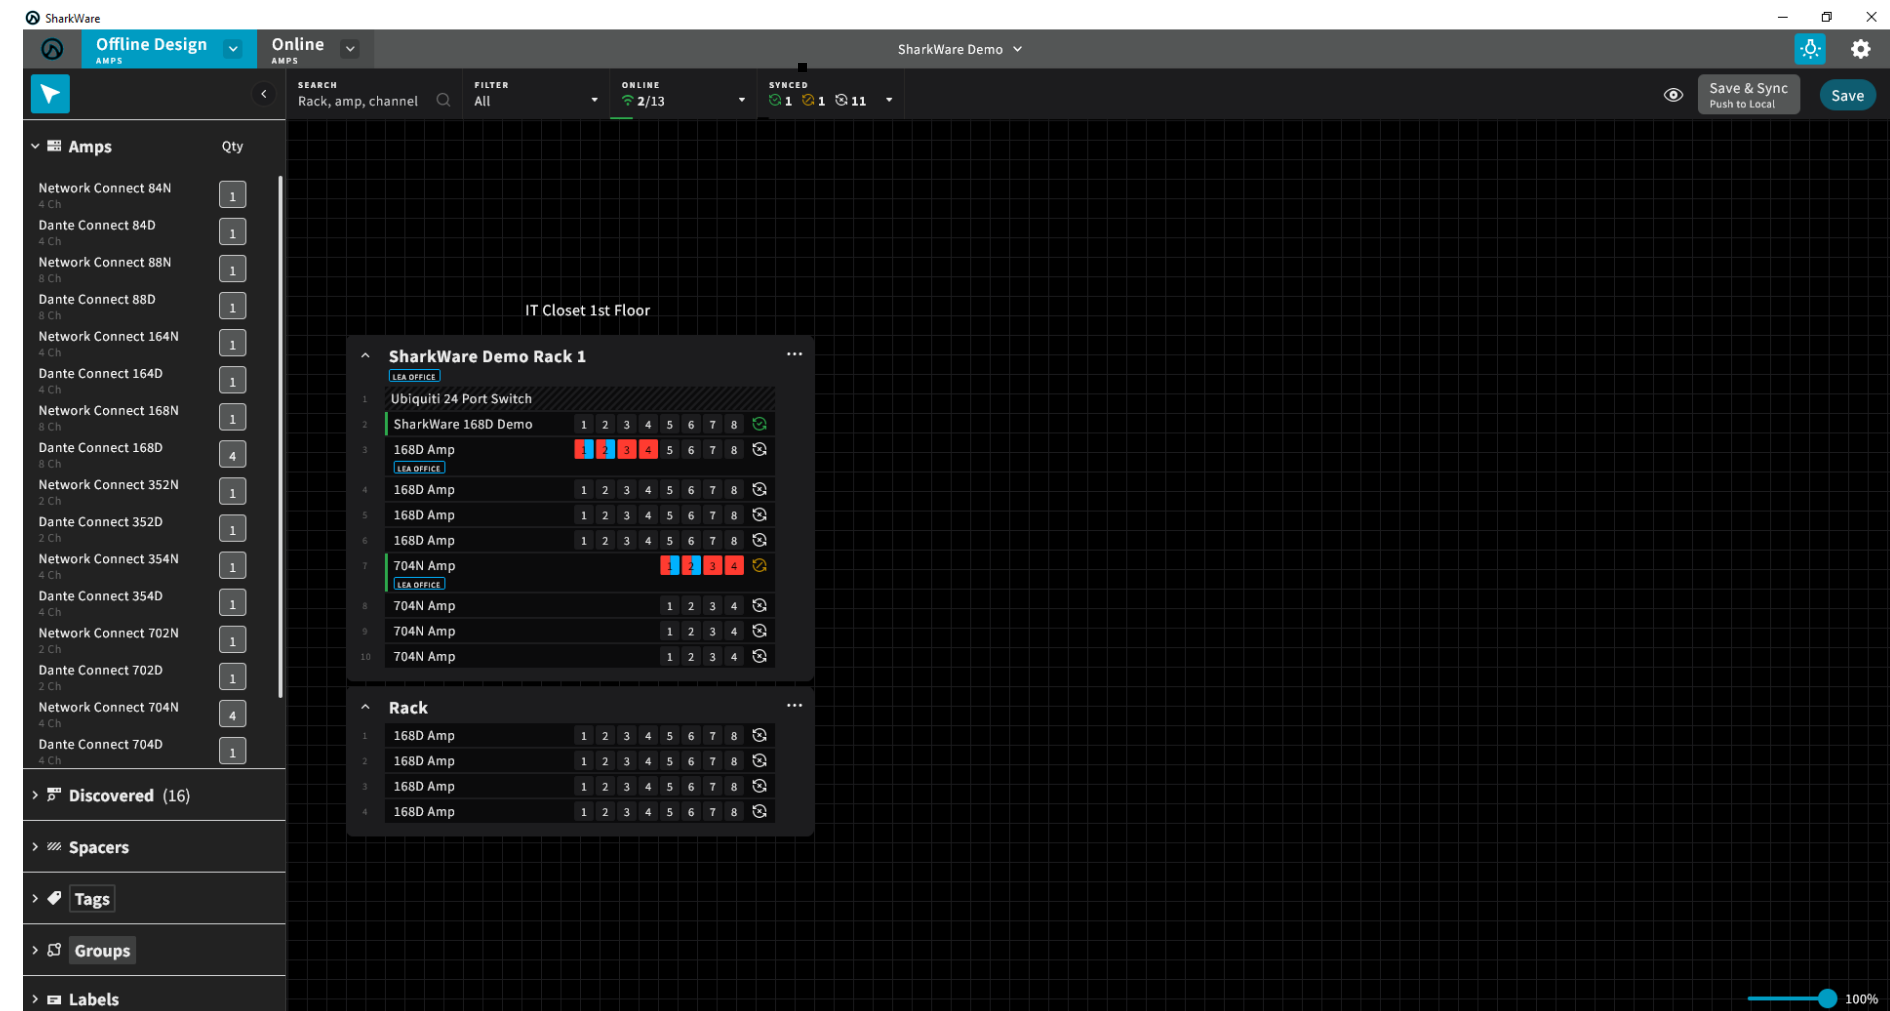 SharkWare
Offline Design
AMPS
Online
AMPS
SharkWare Demo
SEARCH
Rack, amp, channel
FILTER
All
ONLINE
2/13
SYNCED
1 1 11
Save & Sync
Push to Local
Save
Amps Qty
Network Connect 84N 1
4 Ch
Dante Connect 84D 1
4 Ch
Network Connect 88N 1
8 Ch
Dante Connect 88D 1
8 Ch
Network Connect 164N 1
4 Ch
Dante Connect 164D 1
4 Ch
Network Connect 168N 1
8 Ch
Dante Connect 168D 4
8 Ch
Network Connect 352N 1
2 Ch
Dante Connect 352D 1
2 Ch
Network Connect 354N 1
4 Ch
Dante Connect 354D 1
4 Ch
Network Connect 702N 1
2 Ch
Dante Connect 702D 1
2 Ch
Network Connect 704N 4
4 Ch
Dante Connect 704D 1
4 Ch
Discovered (16)
Spacers
Tags
Groups
Labels
IT Closet 1st Floor
SharkWare Demo Rack 1
LEA OFFICE
1 Ubiquiti 24 Port Switch
2 SharkWare 168D Demo 1 2 3 4 5 6 7 8
3 168D Amp 1 2 3 4 5 6 7 8
LEA OFFICE
4 168D Amp 1 2 3 4 5 6 7 8
5 168D Amp 1 2 3 4 5 6 7 8
6 168D Amp 1 2 3 4 5 6 7 8
7 704N Amp 1 2 3 4
LEA OFFICE
8 704N Amp 1 2 3 4
9 704N Amp 1 2 3 4
10 704N Amp 1 2 3 4
Rack
1 168D Amp 1 2 3 4 5 6 7 8
2 168D Amp 1 2 3 4 5 6 7 8
3 168D Amp 1 2 3 4 5 6 7 8
4 168D Amp 1 2 3 4 5 6 7 8
100%